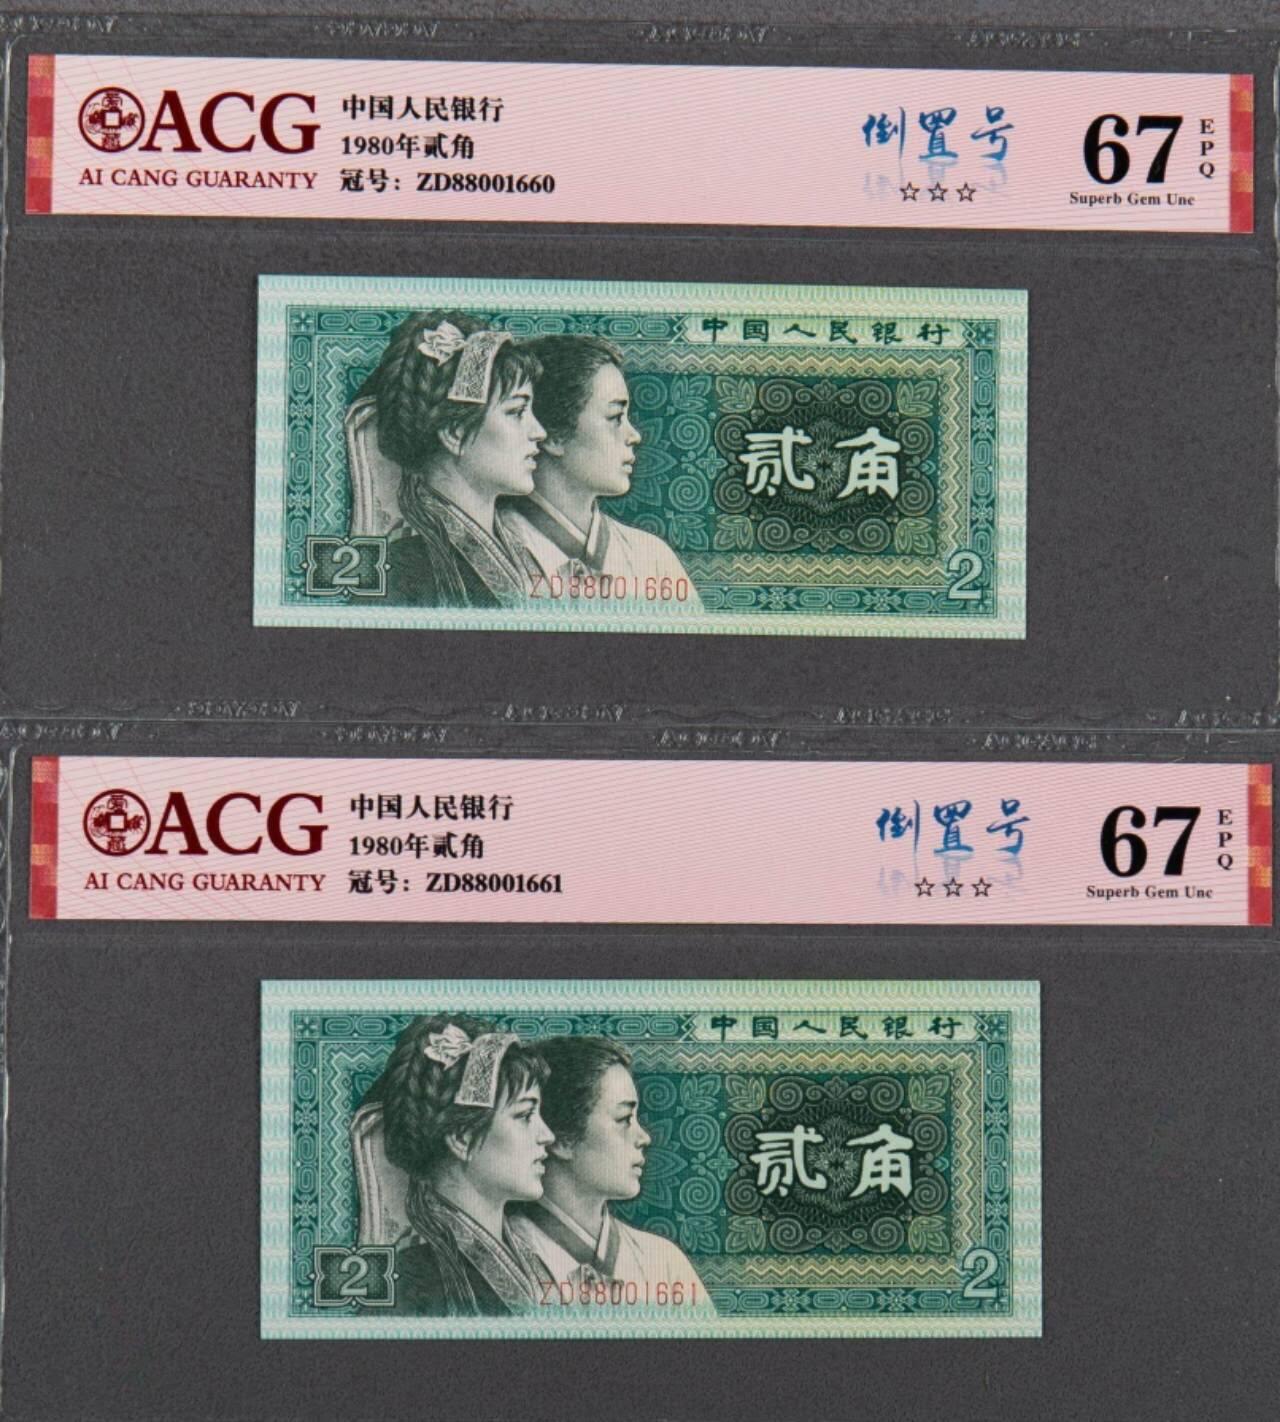 ACG
AI CANG GUARANTY
中国人民银行
1980年贰角
冠号：ZD88001660
倒置号
☆☆☆
67
EPQ
Superb Gem Unc
中国人民银行
贰角
2
ZD88001660
2
ACG
AI CANG GUARANTY
中国人民银行
1980年贰角
冠号：ZD88001661
倒置号
☆☆☆
67
EPQ
Superb Gem Unc
中国人民银行
贰角
2
ZD88001661
2